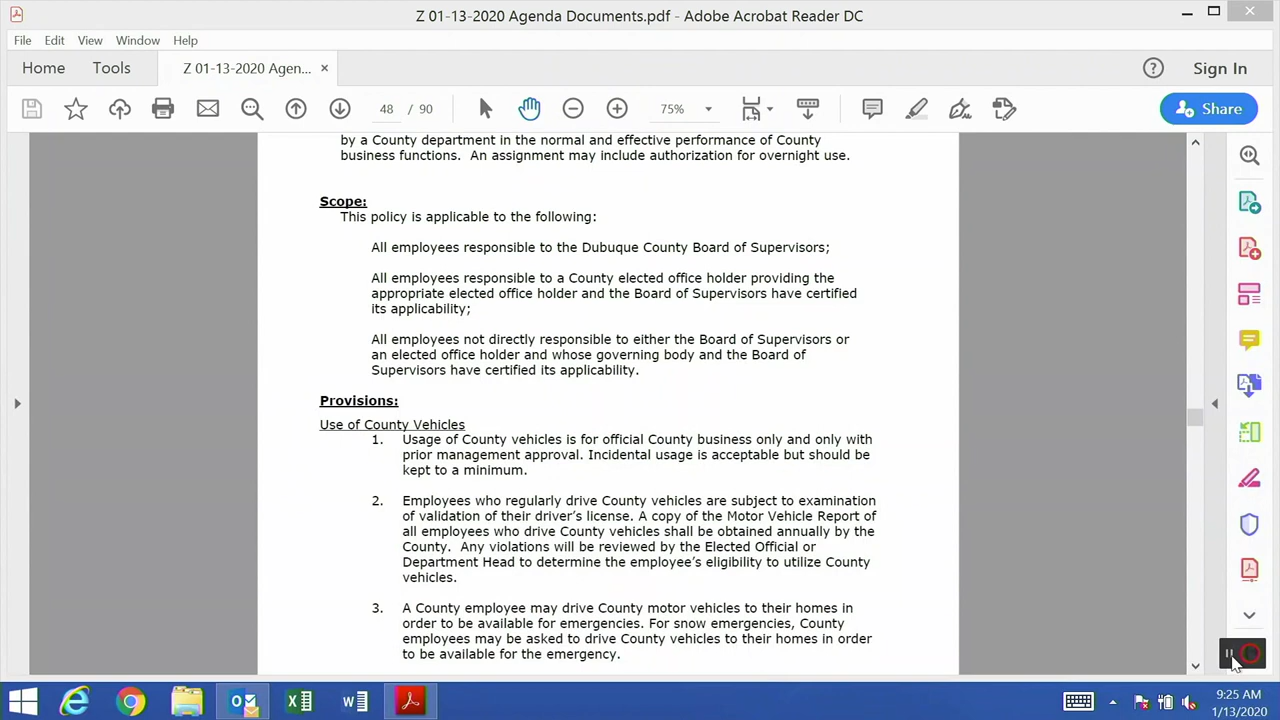 Z 01-13-2020 Agenda Documents.pdf - Adobe Acrobat Reader DC
File Edit View Window Help
Home Tools Z 01-13-2020 Agen... × Sign In
48 / 90 75% Share
by a County department in the normal and effective performance of County
business functions. An assignment may include authorization for overnight use.
Scope:
This policy is applicable to the following:
All employees responsible to the Dubuque County Board of Supervisors;
All employees responsible to a County elected office holder providing the
appropriate elected office holder and the Board of Supervisors have certified
its applicability;
All employees not directly responsible to either the Board of Supervisors or
an elected office holder and whose governing body and the Board of
Supervisors have certified its applicability.
Provisions:
Use of County Vehicles
1. Usage of County vehicles is for official County business only and only with
prior management approval. Incidental usage is acceptable but should be
kept to a minimum.
2. Employees who regularly drive County vehicles are subject to examination
of validation of their driver's license. A copy of the Motor Vehicle Report of
all employees who drive County vehicles shall be obtained annually by the
County. Any violations will be reviewed by the Elected Official or
Department Head to determine the employee's eligibility to utilize County
vehicles.
3. A County employee may drive County motor vehicles to their homes in
order to be available for emergencies. For snow emergencies, County
employees may be asked to drive County vehicles to their homes in order
to be available for the emergency.
9:25 AM
1/13/2020